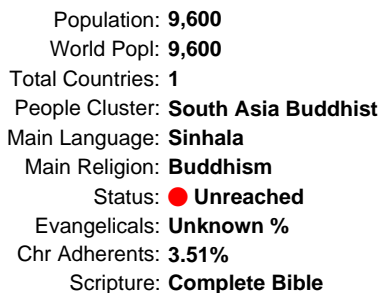 Population: 9,600
World Popl: 9,600
Total Countries: 1
People Cluster: South Asia Buddhist
Main Language: Sinhala
Main Religion: Buddhism
Status: Unreached
Evangelicals: Unknown %
Chr Adherents: 3.51%
Scripture: Complete Bible